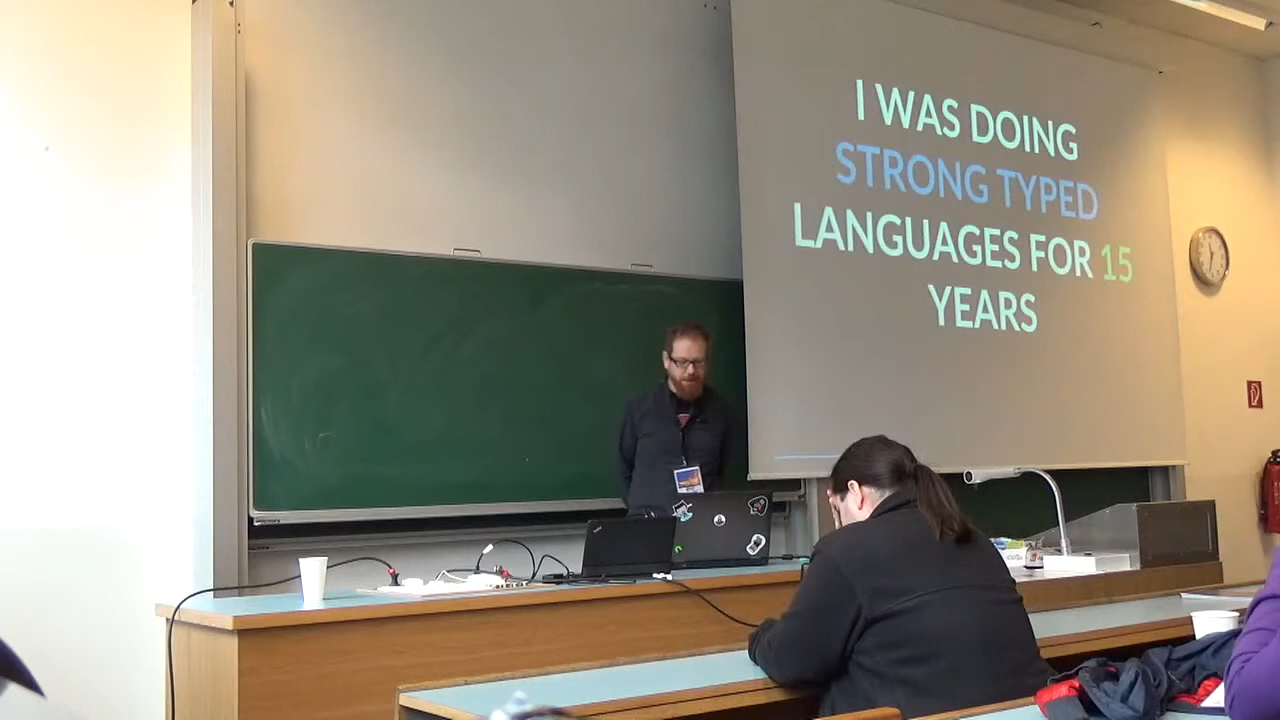 I WAS DOING
STRONG TYPED
LANGUAGES FOR 15
YEARS